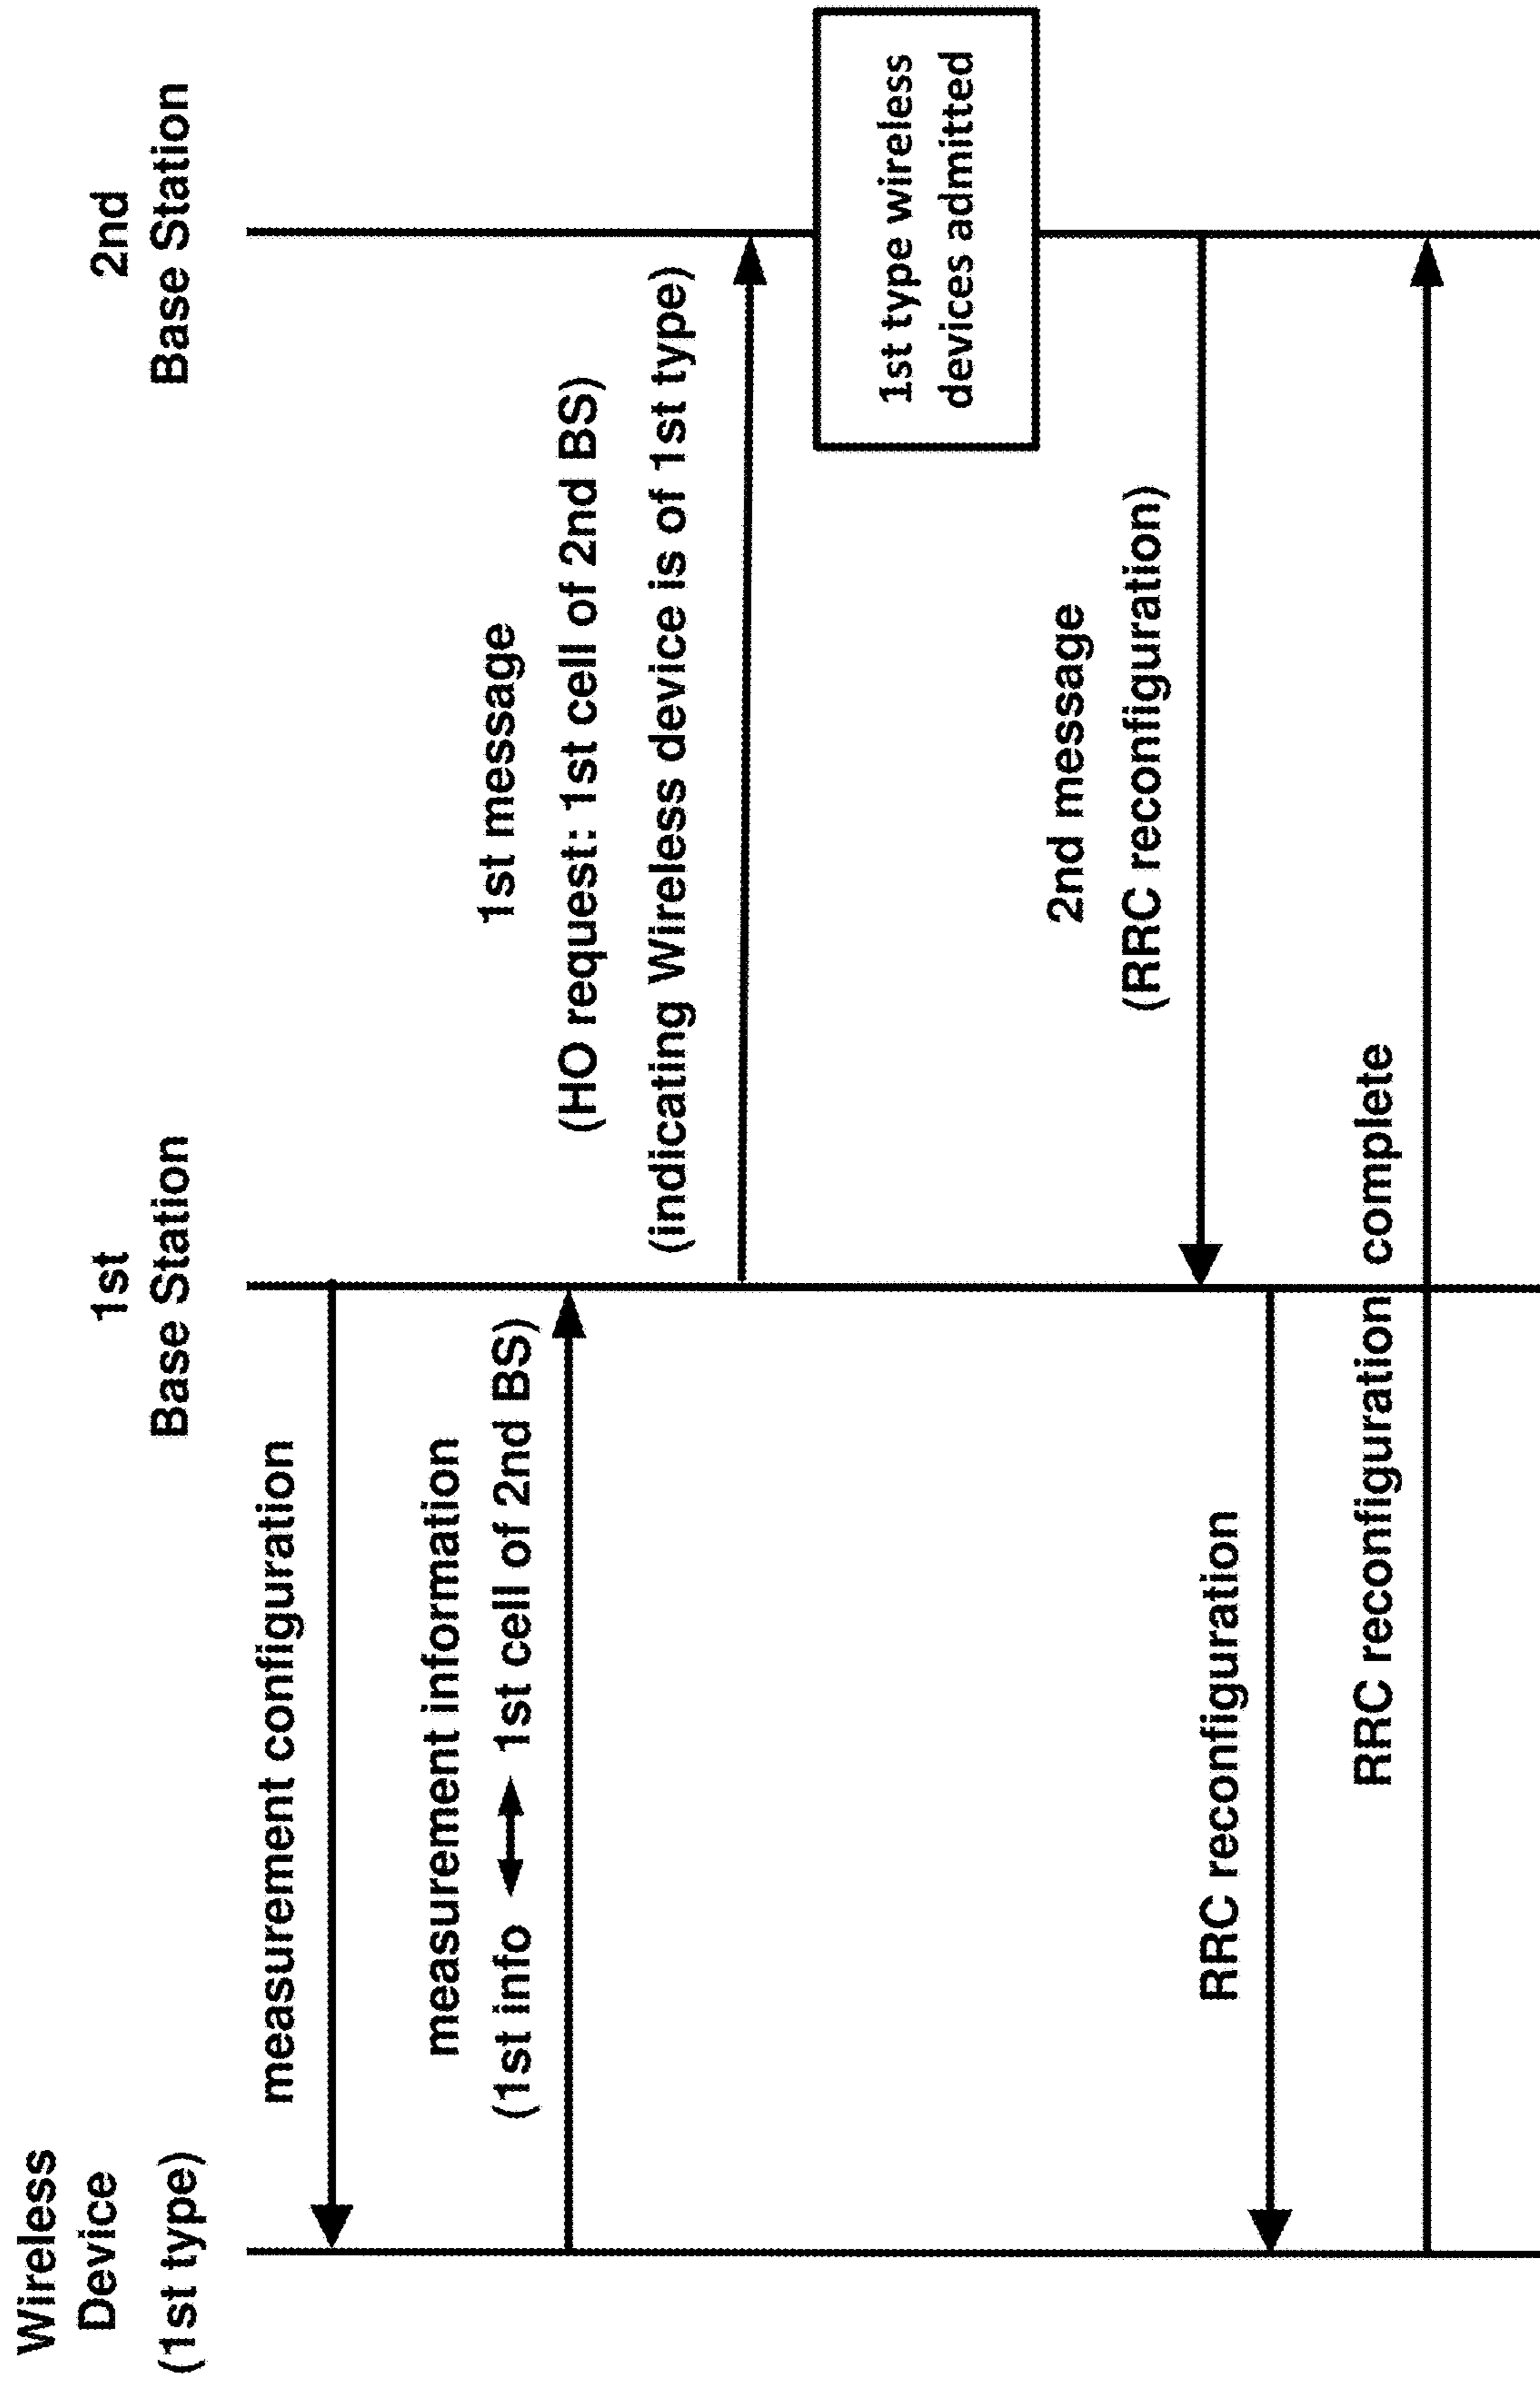 Wireless
Device
(1st type)
1st
Base Station
2nd
Base Station
measurement configuration
measurement information
(1st info ↔ 1st cell of 2nd BS)
1st message
(HO request: 1st cell of 2nd BS)
(indicating Wireless device is of 1st type)
1st type wireless
devices admitted
2nd message
(RRC reconfiguration)
RRC reconfiguration
RRC reconfiguration complete